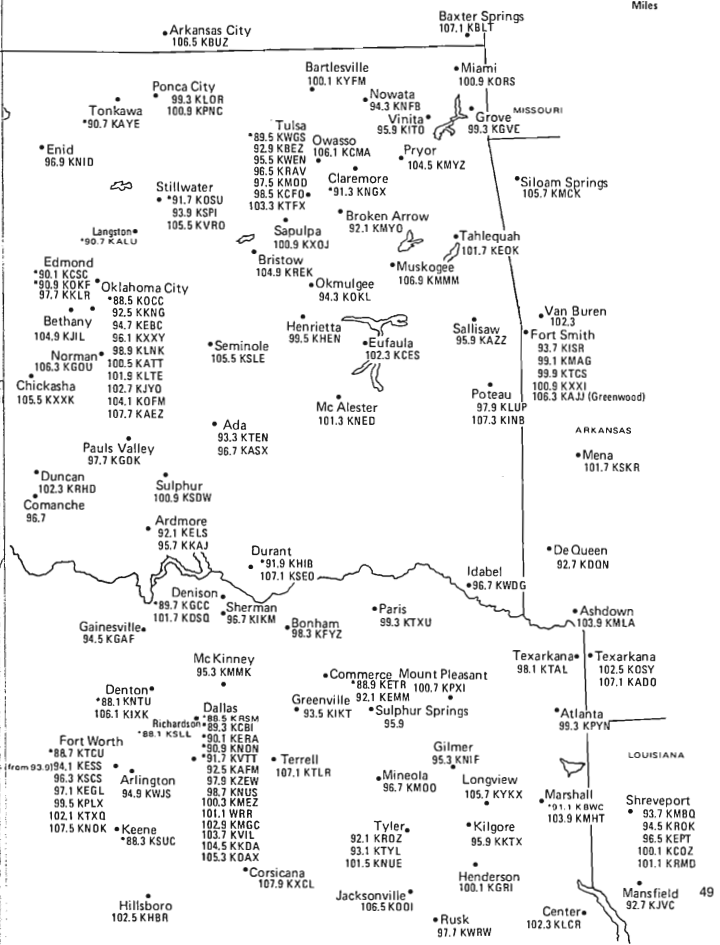 Miles
Baxter Springs
107.1 KBLT
Arkansas City
106.5 KBUZ
Bartlesville
100.1 KYFM
Miami
100.9 KORS
Ponca City
99.3 KLOR
100.9 KPNC
Tonkawa
*90.7 KAYE
Nowata
94.3 KNFB
Vinita
95.9 KITO
Grove
99.3 KGVE
MISSOURI
Enid
96.9 KNID
Tulsa
*89.5 KWGS
92.9 KBEZ
95.5 KWEN
96.5 KRAV
97.5 KMOD
98.5 KCFO
103.3 KTFX
Owasso
106.1 KCMA
Pryor
104.5 KMYZ
Claremore
*91.3 KNGX
Siloam Springs
105.7 KMCK
Stillwater
*91.7 KOSU
93.9 KSPI
105.5 KVRO
Langston
*90.7 KALU
Sapulpa
100.9 KXOJ
Broken Arrow
92.1 KMYO
Tahlequah
101.7 KEOK
Bristow
104.9 KREK
Muskogee
106.9 KMMM
Edmond
*90.1 KCSC
*90.9 KOKF
97.7 KKLR
Oklahoma City
*88.5 KOCC
92.5 KKNG
94.7 KEBC
96.1 KXXY
98.9 KLNK
100.5 KATT
101.9 KLTE
102.7 KJYO
104.1 KOFM
107.7 KAEZ
Okmulgee
94.3 KOKL
Bethany
104.9 KJIL
Henrietta
99.5 KHEN
Sallisaw
95.9 KAZZ
Van Buren
102.3
Fort Smith
93.7 KISR
99.1 KMAG
99.9 KTCS
100.9 KXXI
106.3 KAJJ (Greenwood)
Norman
106.3 KGOU
Seminole
105.5 KSLE
Eufaula
102.3 KCES
Chickasha
105.5 KXXK
Mc Alester
101.3 KNED
Poteau
97.9 KLUP
107.3 KINB
Ada
93.3 KTEN
96.7 KASX
ARKANSAS
Pauls Valley
97.7 KGOK
Mena
101.7 KSKR
Duncan
102.3 KRHD
Sulphur
100.9 KSDW
Comanche
96.7
Ardmore
92.1 KELS
95.7 KKAJ
Durant
*91.9 KHIB
107.1 KSEO
De Queen
92.7 KDQN
Idabel
96.7 KWDG
Denison
*89.7 KGCC
101.7 KDSQ
Sherman
96.7 KIKM
Paris
99.3 KTXU
Ashdown
103.9 KMLA
Gainesville
94.5 KGAF
Bonham
98.3 KFYZ
Mc Kinney
95.3 KMMK
Texarkana
98.1 KTAL
Texarkana
102.5 KOSY
107.1 KADO
Commerce
*88.9 KETR
92.1 KEMM
Mount Pleasant
100.7 KPXI
Denton
*88.1 KNTU
106.1 KIXK
Greenville
93.5 KIKT
Sulphur Springs
95.9
Atlanta
99.3 KPYN
Richardson
*88.1 KSLL
Dallas
*88.5 KRSM
*89.3 KCBI
*90.1 KERA
*90.9 KNON
*91.7 KVTT
92.5 KAFM
97.9 KZEW
98.7 KNUS
100.3 KMEZ
101.1 WRR
102.9 KMGC
103.7 KVIL
104.5 KKDA
105.3 KOAX
Fort Worth
*88.7 KTCU
(from 93.9) 94.1 KESS
96.3 KSCS
97.1 KEGL
99.5 KPLX
102.1 KTXQ
107.5 KNOK
Arlington
94.9 KWJS
Terrell
107.1 KTLR
Gilmer
95.3 KNIF
LOUISIANA
Mineola
96.7 KMOO
Longview
105.7 KYKX
Marshall
*91.1 KBWC
103.9 KMHT
Shreveport
93.7 KMBQ
94.5 KROK
96.5 KEPT
100.1 KCOZ
101.1 KRMD
Keene
*88.3 KSUC
Tyler
92.1 KROZ
93.1 KTYL
101.5 KNUE
Kilgore
95.9 KKTX
Corsicana
107.9 KXCL
Henderson
100.1 KGRI
Hillsboro
102.5 KHBR
Jacksonville
106.5 KOOI
Mansfield
92.7 KJVC
49
Rusk
97.7 KWRW
Center
102.3 KLCR